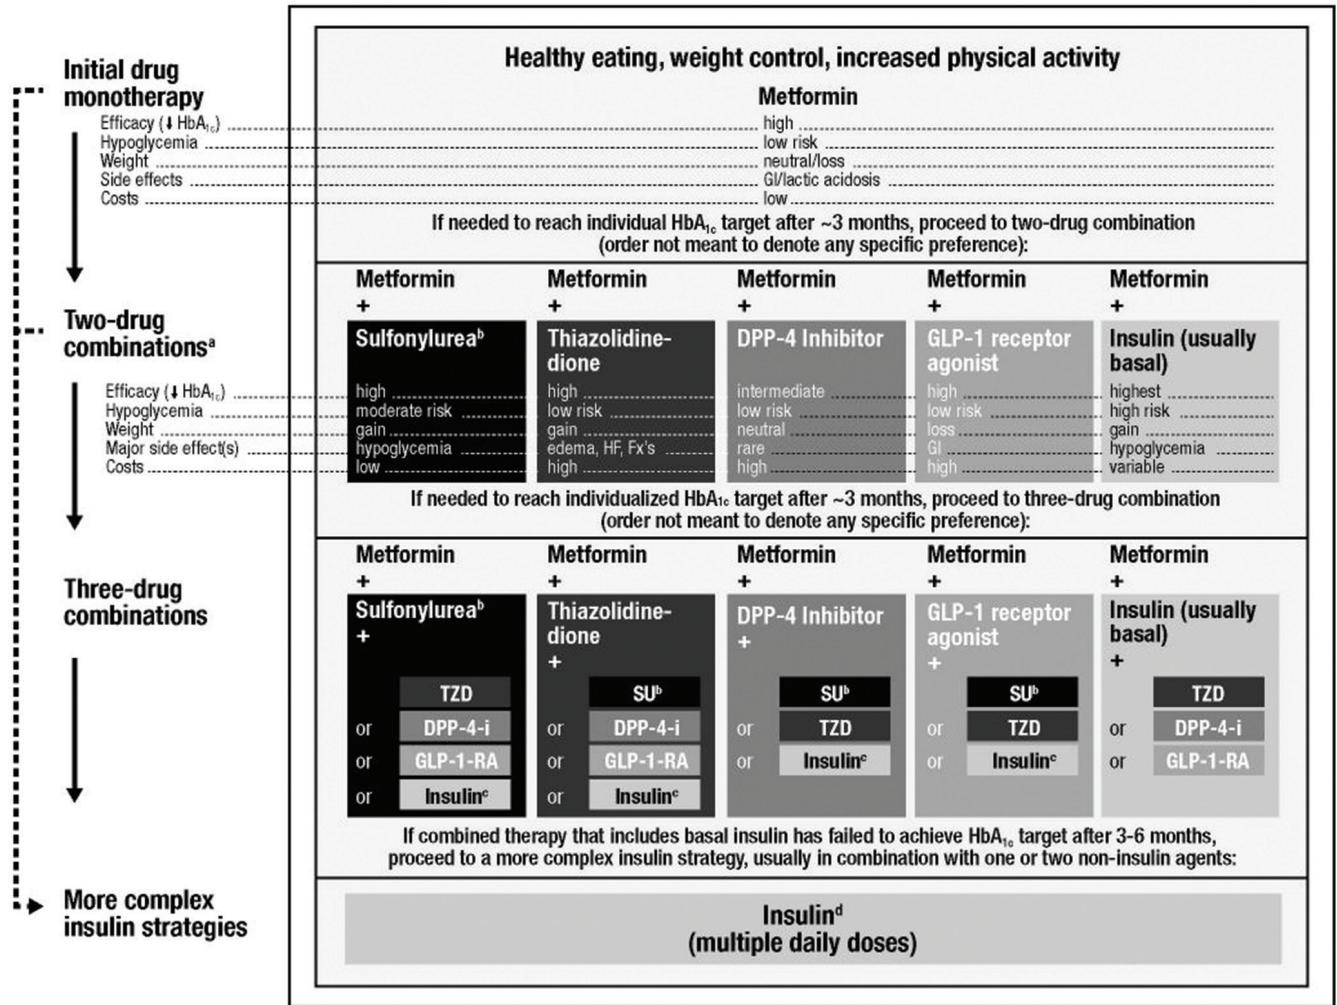 Healthy eating, weight control, increased physical activity
Initial drug
monotherapy
Metformin
Efficacy (⬇ HbA1c) high
Hypoglycemia low risk
Weight neutral/loss
Side effects GI/lactic acidosis
Costs low
If needed to reach individual HbA1c target after ~3 months, proceed to two-drug combination
(order not meant to denote any specific preference):
Two-drug
combinationsª
Metformin Metformin Metformin Metformin Metformin
+ + + + +
Sulfonylureaᵇ Thiazolidine- DPP-4 Inhibitor GLP-1 receptor Insulin (usually
dione agonist basal)
Efficacy (⬇ HbA1c) high high intermediate high highest
Hypoglycemia moderate risk low risk low risk low risk high risk
Weight gain gain neutral loss gain
Major side effect(s) hypoglycemia edema, HF, Fx's rare GI hypoglycemia
Costs low high high high variable
If needed to reach individualized HbA1c target after ~3 months, proceed to three-drug combination
(order not meant to denote any specific preference):
Three-drug
combinations
Metformin Metformin Metformin Metformin Metformin
+ + + + +
Sulfonylureaᵇ Thiazolidine- DPP-4 Inhibitor GLP-1 receptor Insulin (usually
+ dione + agonist basal)
+ + +
TZD SUᵇ SUᵇ SUᵇ TZD
or DPP-4-i or DPP-4-i or TZD or TZD or DPP-4-i
or GLP-1-RA or GLP-1-RA or Insulinᶜ or Insulinᶜ or GLP-1-RA
or Insulinᶜ or Insulinᶜ
If combined therapy that includes basal insulin has failed to achieve HbA1c target after 3-6 months,
proceed to a more complex insulin strategy, usually in combination with one or two non-insulin agents:
More complex
insulin strategies
Insulinᵈ
(multiple daily doses)